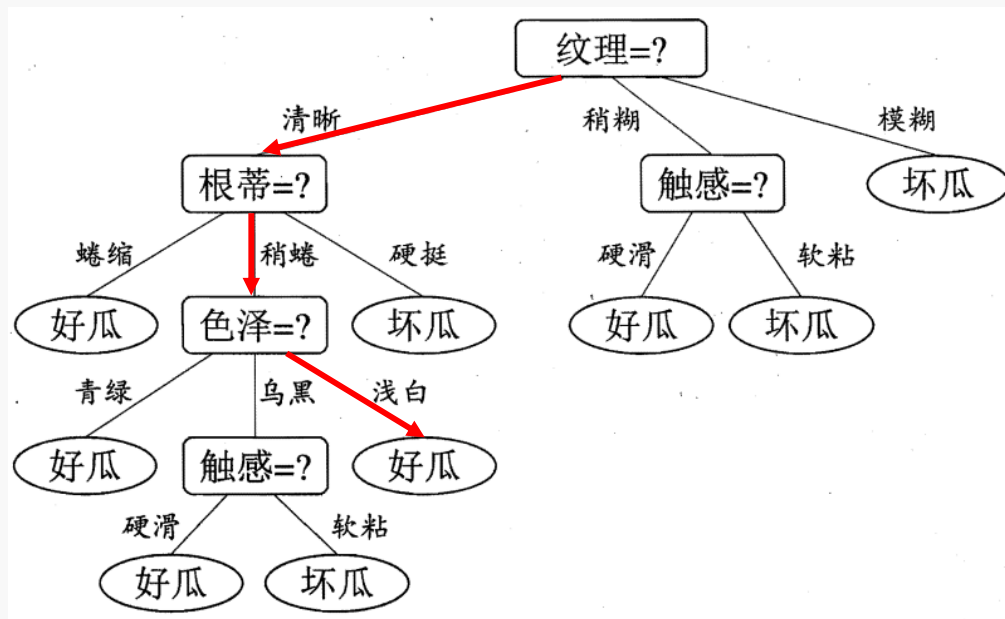 纹理=?
清晰
稍糊
模糊
根蒂=?
触感=?
坏瓜
蜷缩
稍蜷
硬挺
硬滑
软粘
好瓜
色泽=?
坏瓜
好瓜
坏瓜
青绿
乌黑
浅白
好瓜
触感=?
好瓜
硬滑
软粘
好瓜
坏瓜